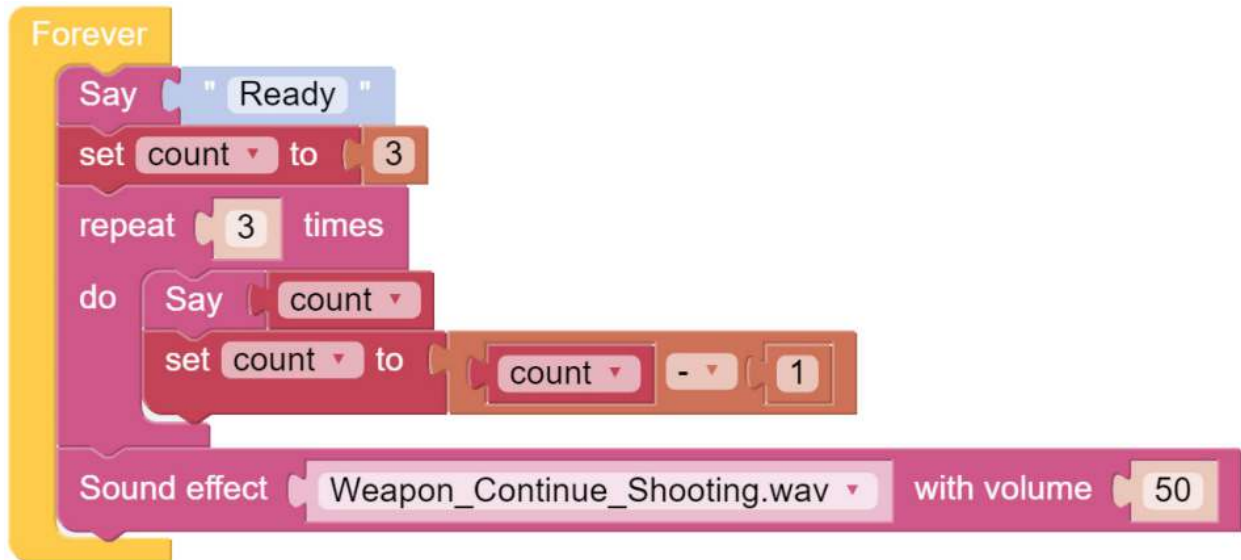 Forever
Say " Ready "
set count to 3
repeat 3 times
do Say count
set count to count - 1
Sound effect Weapon_Continue_Shooting.wav with volume 50